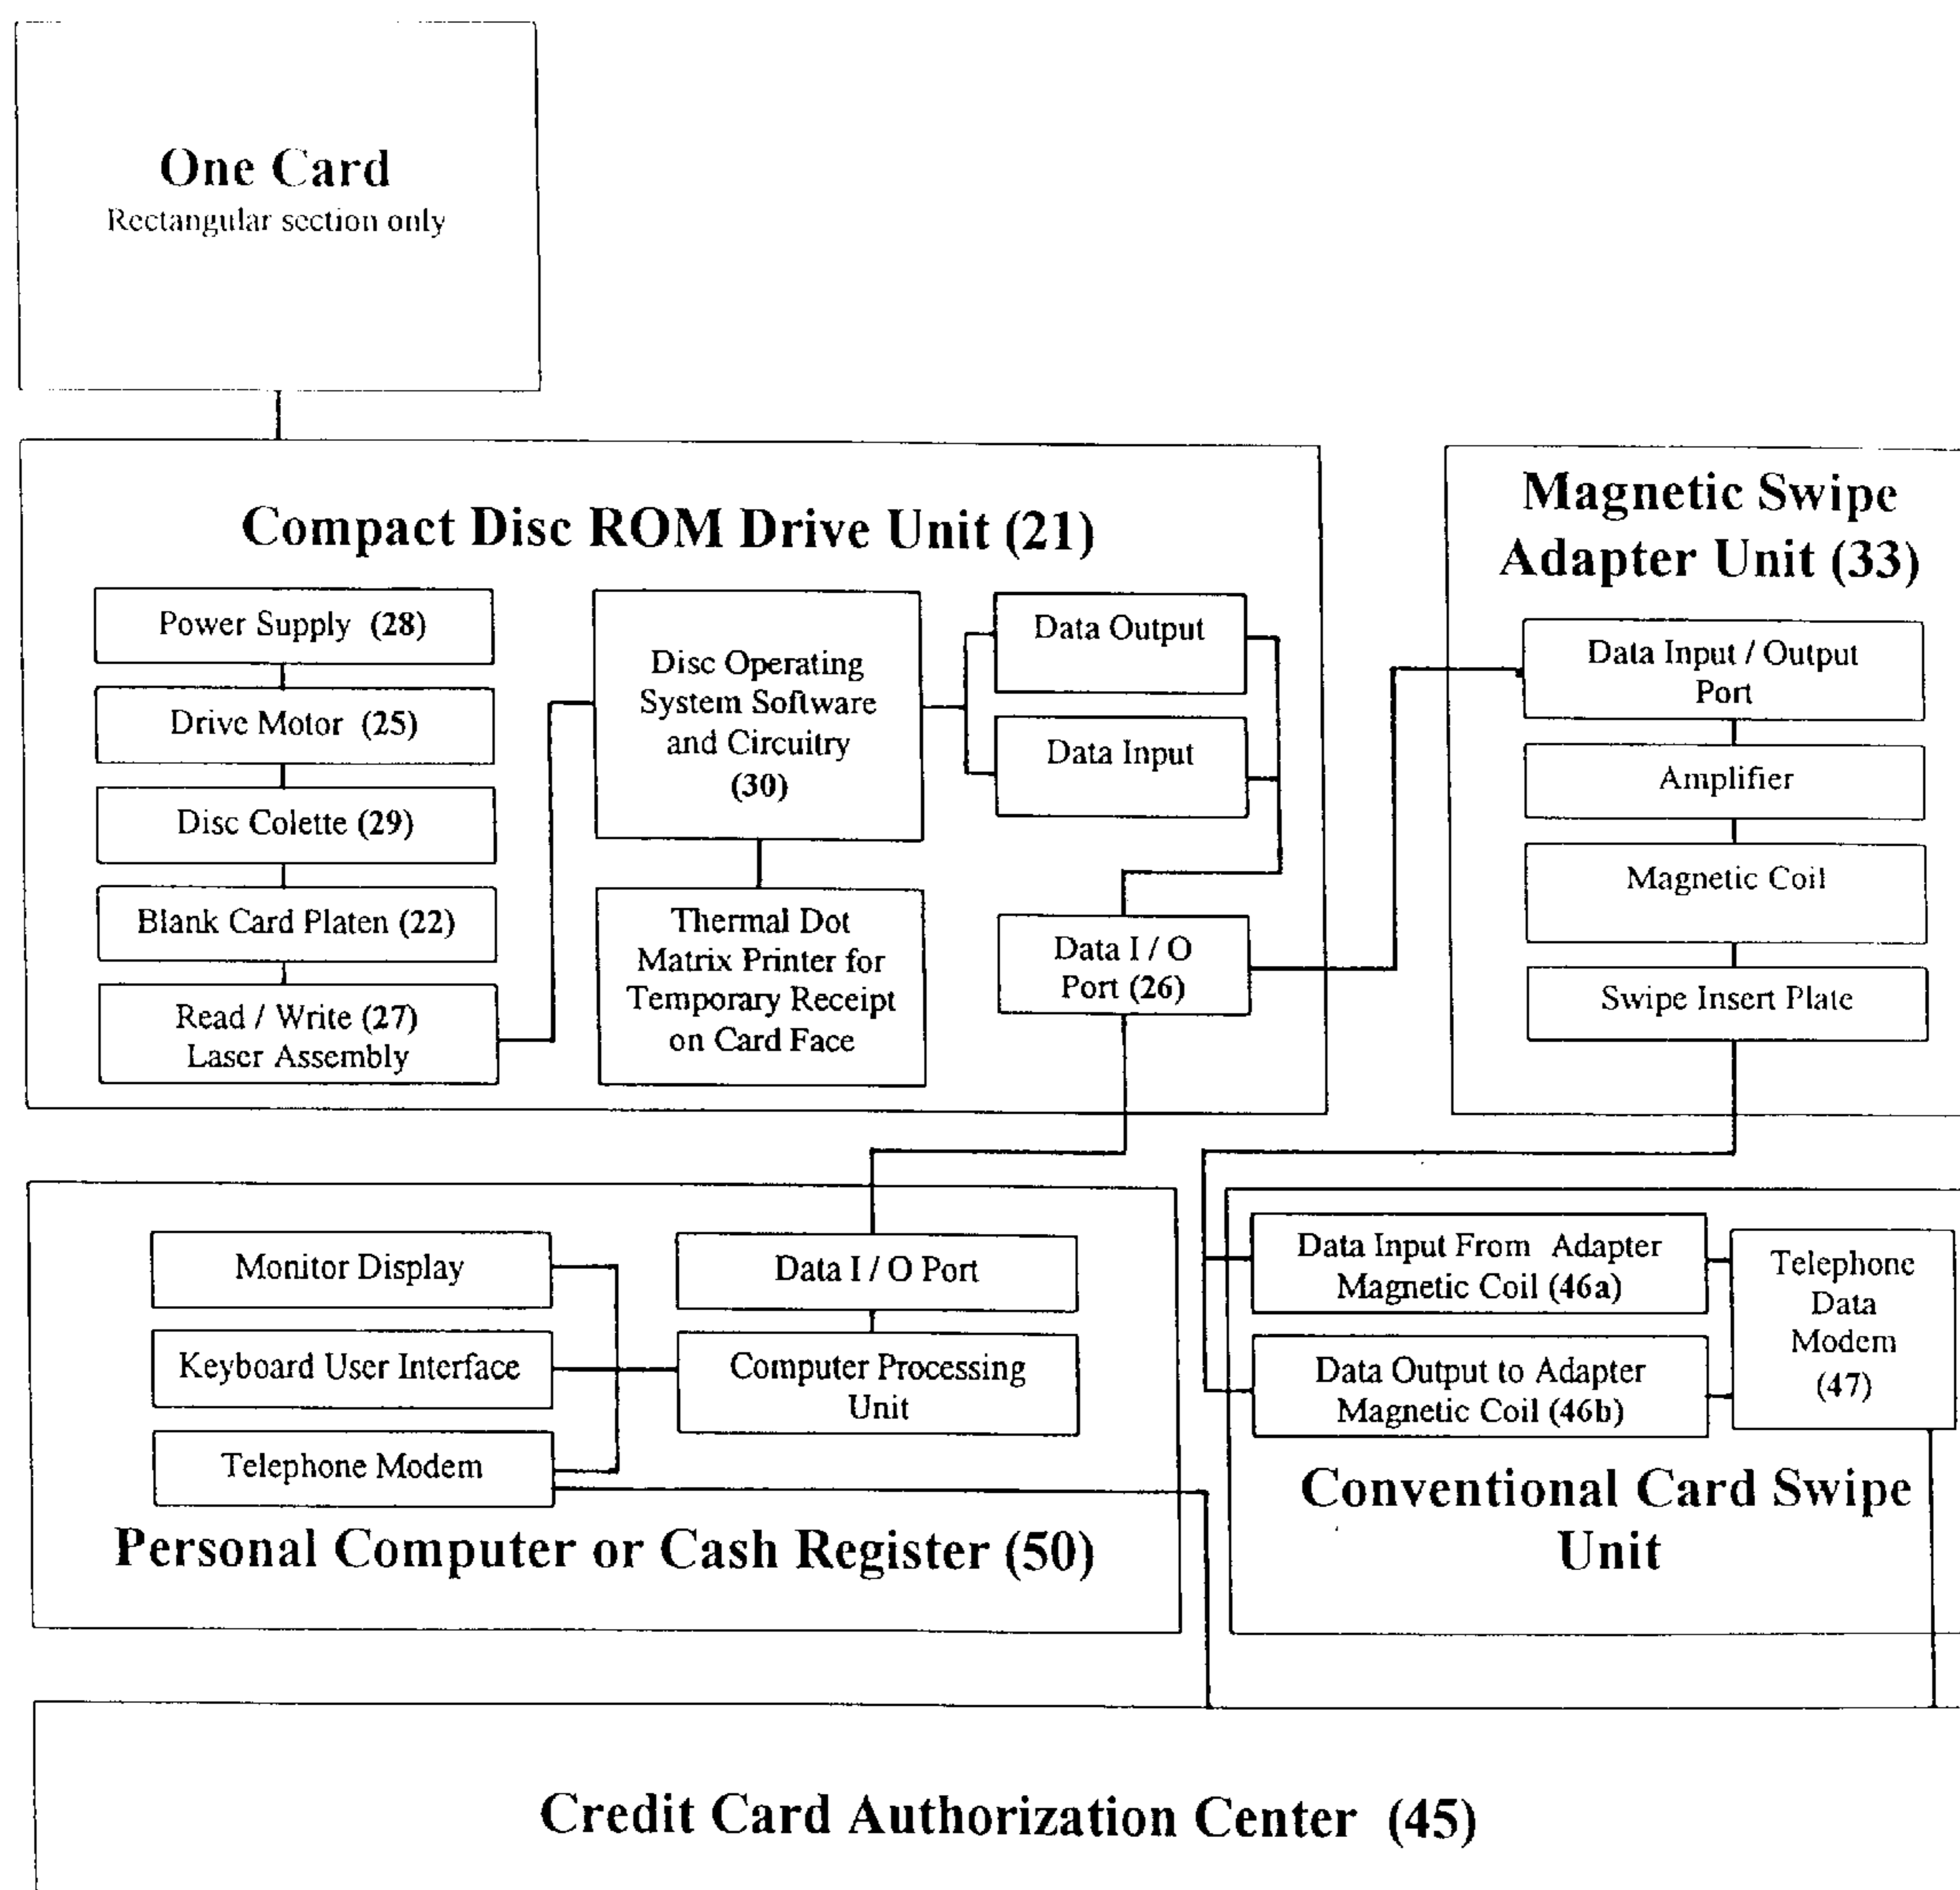 One Card
Rectangular section only
Compact Disc ROM Drive Unit (21)
Power Supply (28)
Drive Motor (25)
Disc Colette (29)
Blank Card Platen (22)
Read / Write (27)
Laser Assembly
Disc Operating
System Software
and Circuitry
(30)
Thermal Dot
Matrix Printer for
Temporary Receipt
on Card Face
Data Output
Data Input
Data I / O
Port (26)
Magnetic Swipe
Adapter Unit (33)
Data Input / Output
Port
Amplifier
Magnetic Coil
Swipe Insert Plate
Monitor Display
Keyboard User Interface
Telephone Modem
Data I / O Port
Computer Processing
Unit
Personal Computer or Cash Register (50)
Data Input From Adapter
Magnetic Coil (46a)
Data Output to Adapter
Magnetic Coil (46b)
Telephone
Data
Modem
(47)
Conventional Card Swipe
Unit
Credit Card Authorization Center (45)